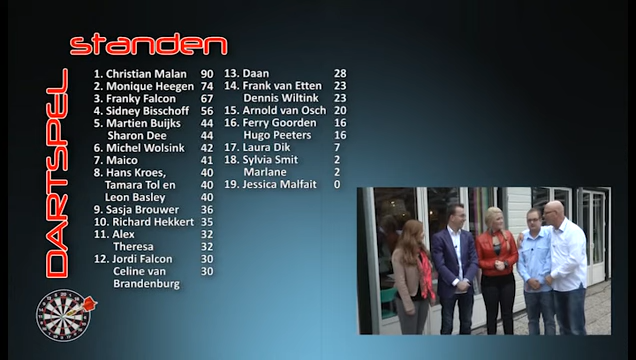 standen
DARTSPEL
1. Christian Malan 90
2. Monique Heegen 74
3. Franky Falcon 67
4. Sidney Bisschoff 56
5. Martien Buijks 44
Sharon Dee 44
6. Michel Wolsink 42
7. Maico 41
8. Hans Kroes, 40
Tamara Tol en 40
Leon Basley 40
9. Sasja Brouwer 36
10. Richard Hekkert 35
11. Alex 32
Theresa 32
12. Jordi Falcon 30
Celine van 30
Brandenburg
13. Daan 28
14. Frank van Etten 23
Dennis Wiltink 23
15. Arnold van Osch 20
16. Ferry Goorden 16
Hugo Peeters 16
17. Laura Dik 7
18. Sylvia Smit 2
Marlane 2
19. Jessica Malfait 0